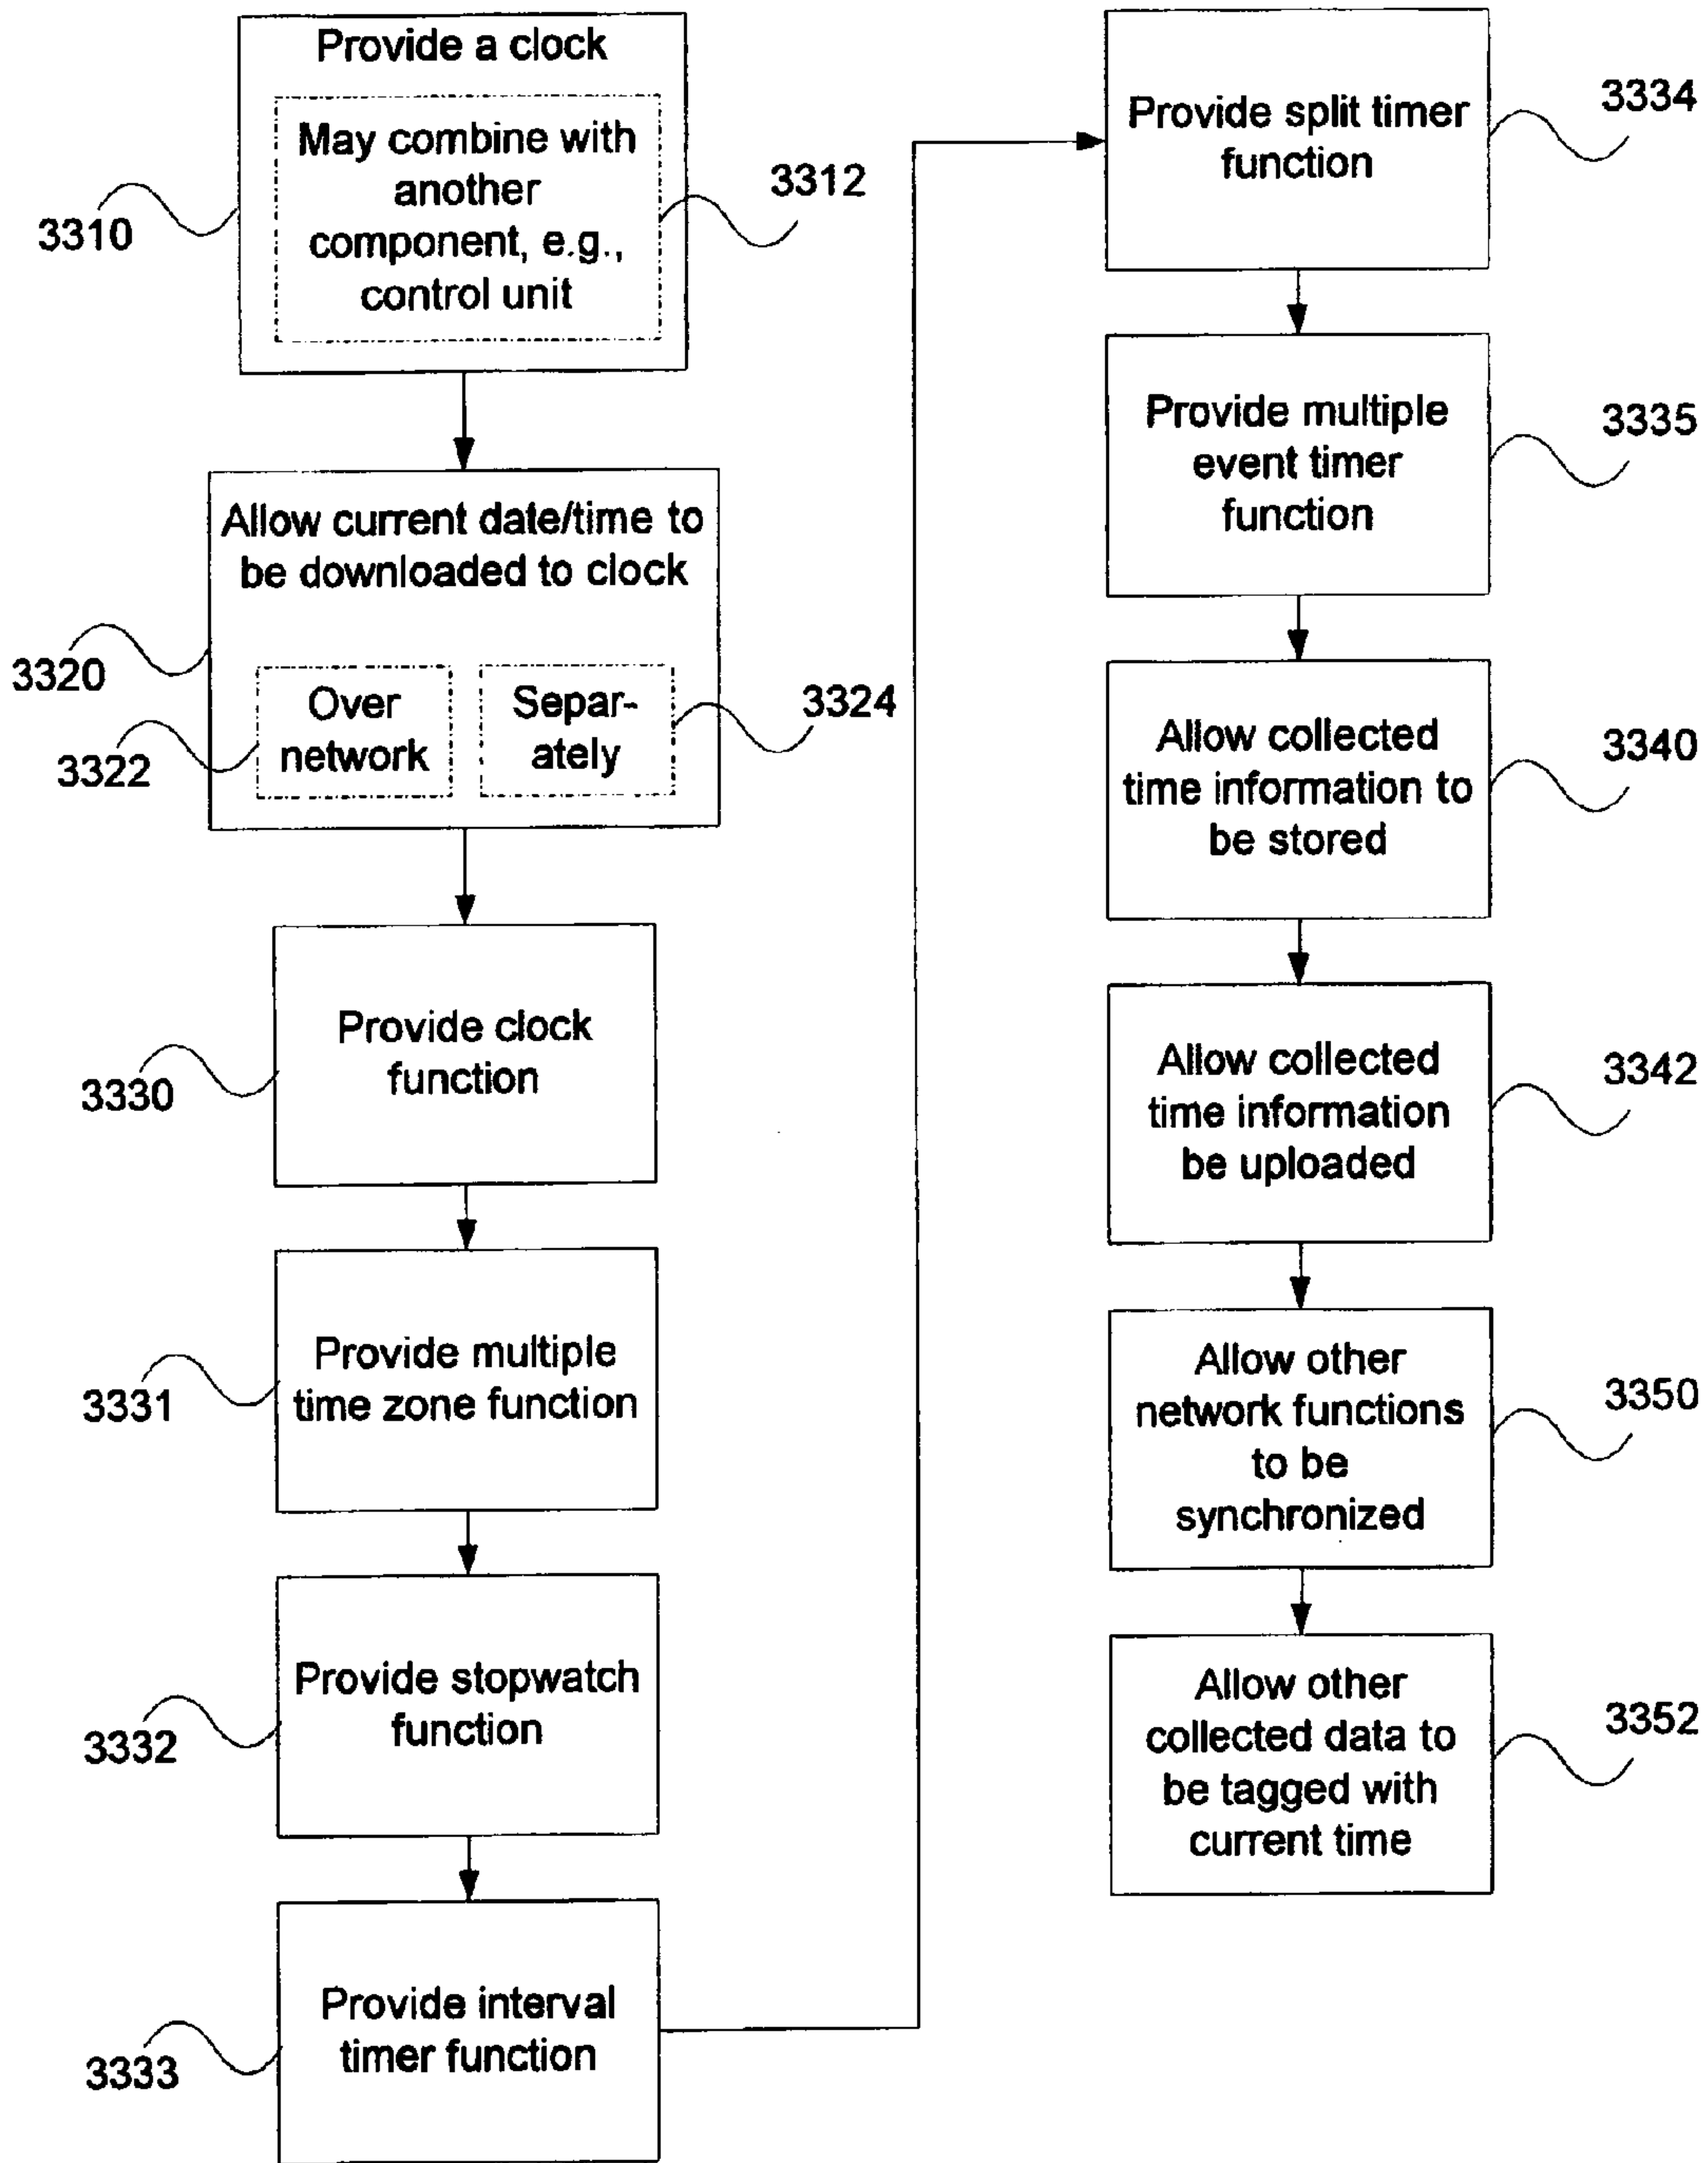 Provide a clock
May combine with
another
component, e.g.,
control unit
3310
3312
Allow current date/time to
be downloaded to clock
3320
Over
network
3322
Separ-
ately
3324
Provide clock
function
3330
Provide multiple
time zone function
3331
Provide stopwatch
function
3332
Provide interval
timer function
3333
Provide split timer
function
3334
Provide multiple
event timer
function
3335
Allow collected
time information to
be stored
3340
Allow collected
time information
be uploaded
3342
Allow other
network functions
to be
synchronized
3350
Allow other
collected data to
be tagged with
current time
3352